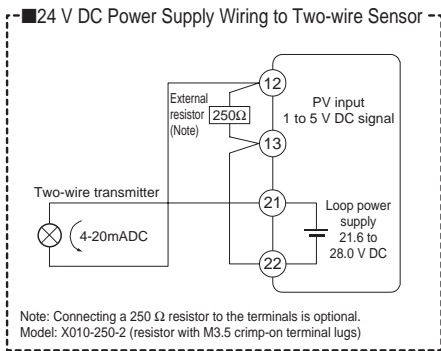 ■24 V DC Power Supply Wiring to Two-wire Sensor
12
External
resistor
(Note)
250Ω
PV input
1 to 5 V DC signal
13
Two-wire transmitter
21
4-20mADC
Loop power
supply
21.6 to
28.0 V DC
22
Note: Connecting a 250 Ω resistor to the terminals is optional.
Model: X010-250-2 (resistor with M3.5 crimp-on terminal lugs)